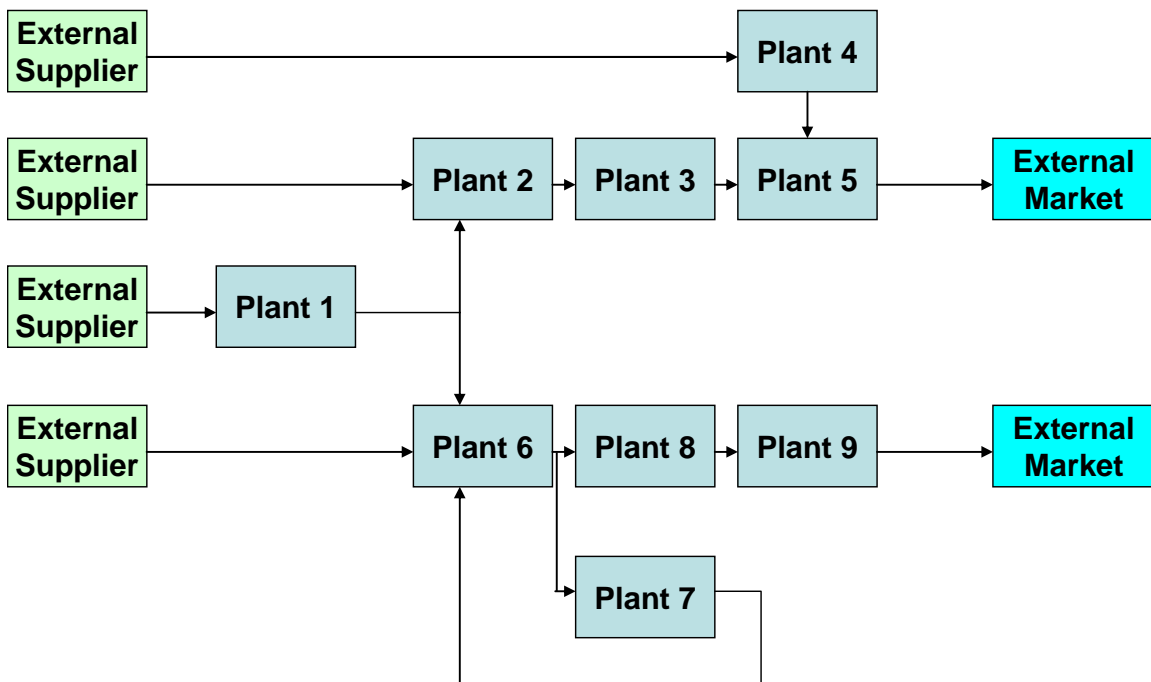 External
Supplier
Plant 4
External
Supplier
Plant 2
Plant 3
Plant 5
External
Market
External
Supplier
Plant 1
External
Supplier
Plant 6
Plant 8
Plant 9
External
Market
Plant 7